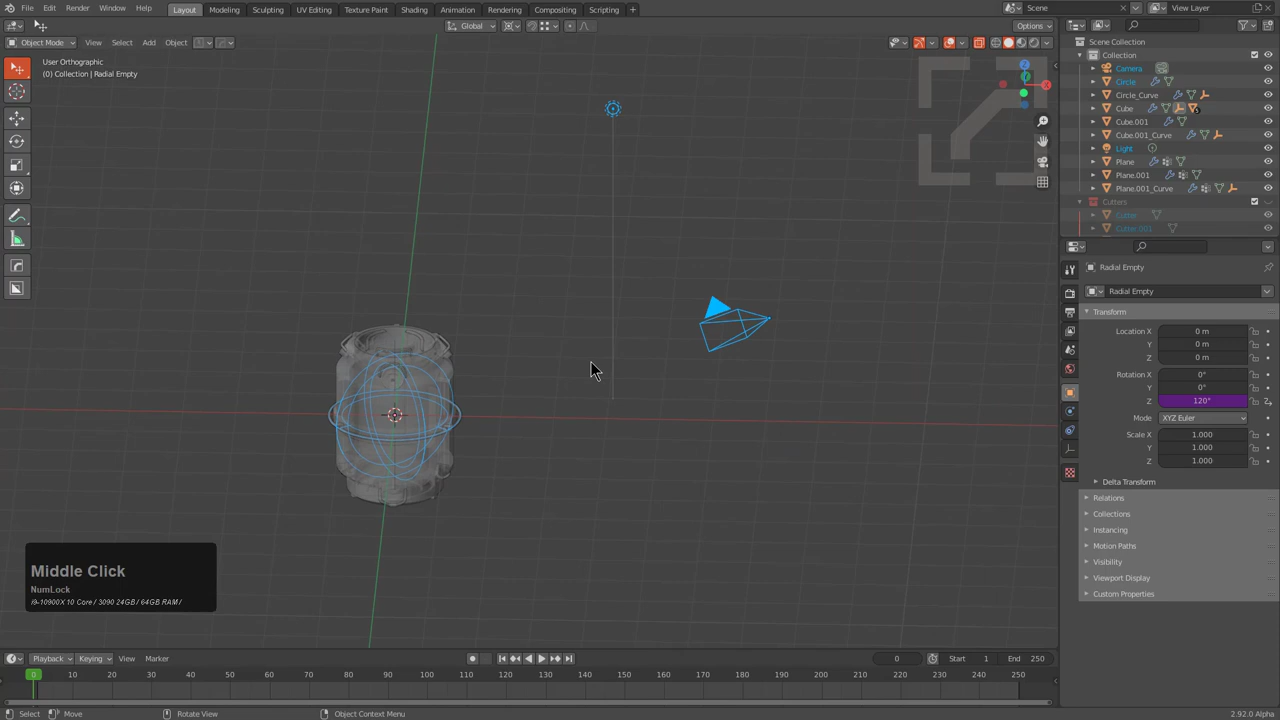 File Edit Render Window Help Layout Modeling Sculpting UV Editing Texture Paint Shading Animation Rendering Compositing Scripting + Scene View Layer
Global Options
Object Mode View Select Add Object
User Orthographic
(0) Collection | Radial Empty
Scene Collection
Collection
Camera
Circle
Circle_Curve
Cube
Cube.001
Cube.001_Curve
Light
Plane
Plane.001
Plane.001_Curve
Cutters
Cutter
Cutter.001
Radial Empty
Radial Empty
Transform
Location X 0 m
Y 0 m
Z 0 m
Rotation X 0°
Y 0°
Z 120°
Mode XYZ Euler
Scale X 1.000
Y 1.000
Z 1.000
Delta Transform
Relations
Collections
Instancing
Motion Paths
Visibility
Viewport Display
Custom Properties
X
Z
Middle Click
NumLock
i9-10900X 10 Core / 3090 24GB / 64GB RAM /
Playback Keying View Marker 0 Start 1 End 250
0 10 20 30 40 50 60 70 80 90 100 110 120 130 140 150 160 170 180 190 200 210 220 230 240 250
Select Move Rotate View Object Context Menu 2.92.0 Alpha